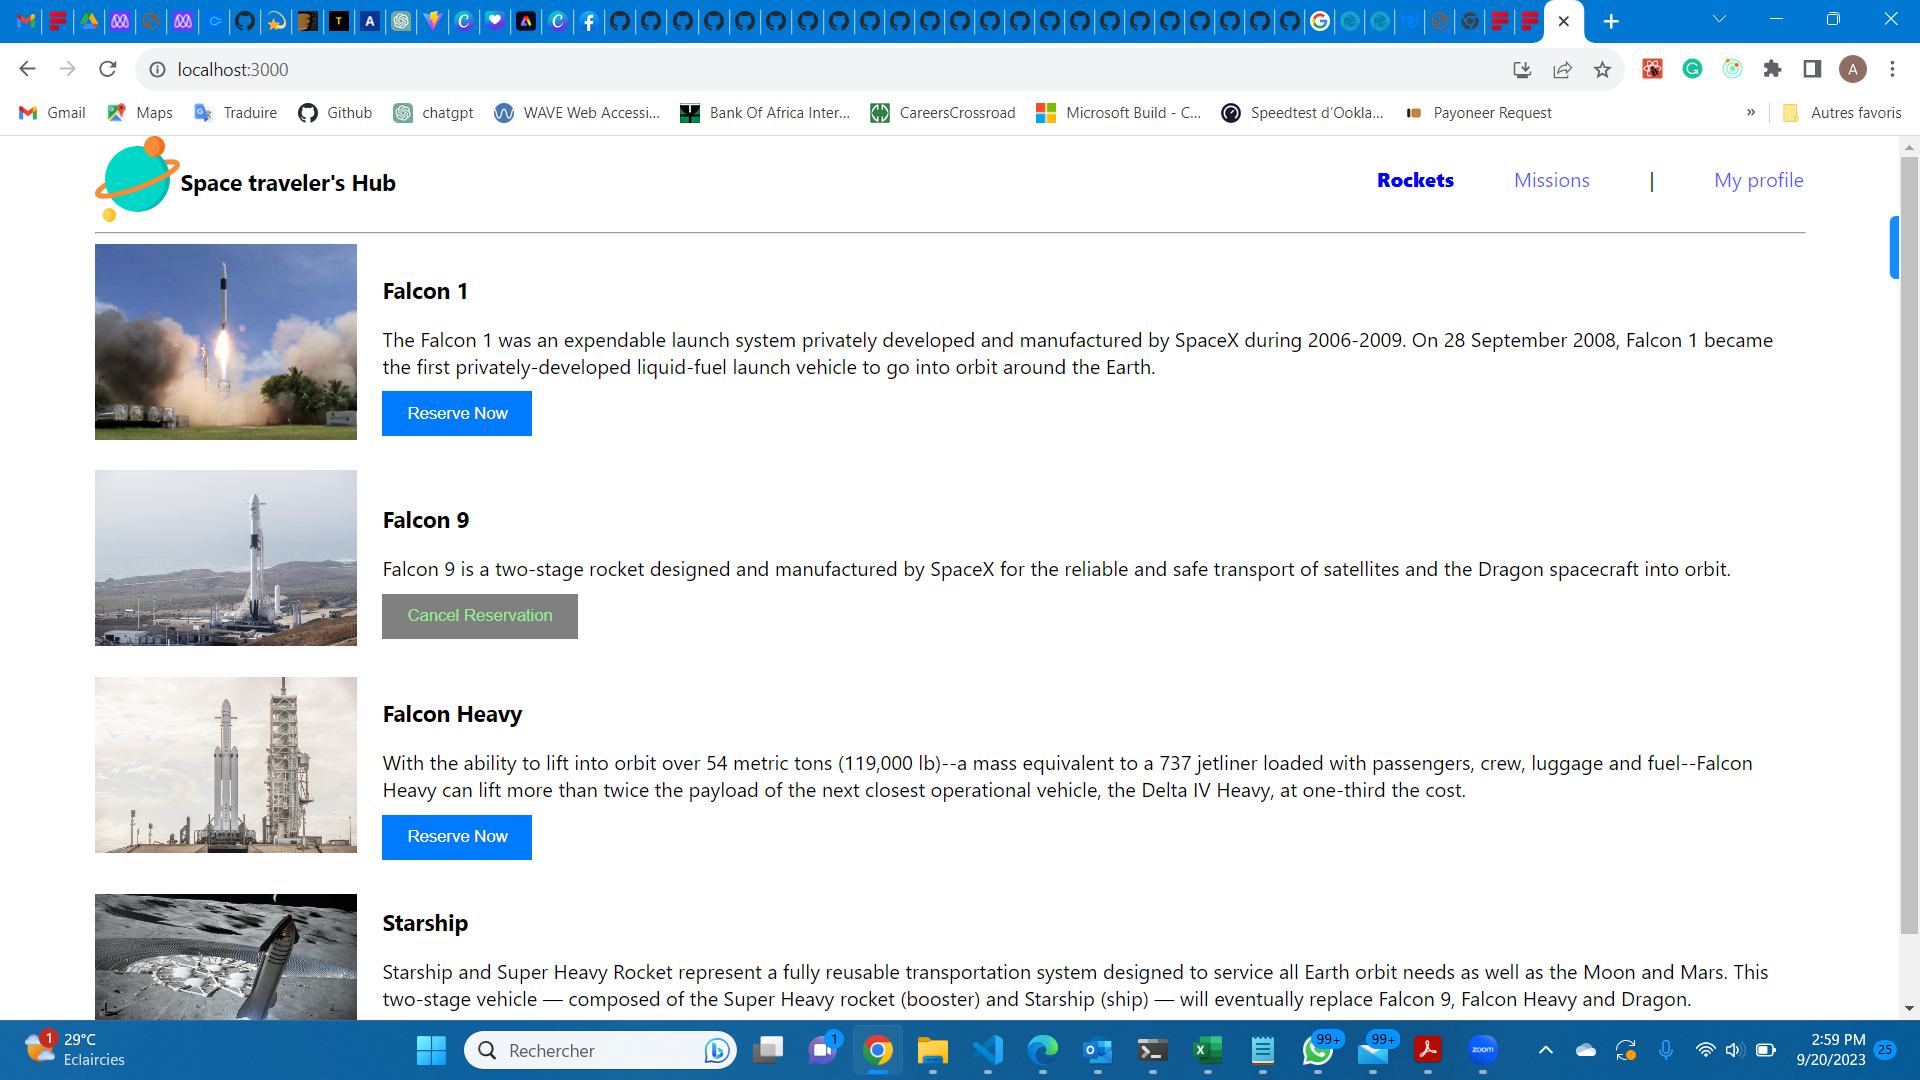 localhost:3000
A
Gmail
Maps
Traduire
Github
chatgpt
WAVE Web Accessi...
Bank Of Africa Inter...
CareersCrossroad
Microsoft Build - C...
Speedtest d'Ookla...
Payoneer Request
»
Autres favoris
Space traveler's Hub
Rockets
Missions
|
My profile
Falcon 1
The Falcon 1 was an expendable launch system privately developed and manufactured by SpaceX during 2006-2009. On 28 September 2008, Falcon 1 became
the first privately-developed liquid-fuel launch vehicle to go into orbit around the Earth.
Reserve Now
Falcon 9
Falcon 9 is a two-stage rocket designed and manufactured by SpaceX for the reliable and safe transport of satellites and the Dragon spacecraft into orbit.
Cancel Reservation
Falcon Heavy
With the ability to lift into orbit over 54 metric tons (119,000 lb)--a mass equivalent to a 737 jetliner loaded with passengers, crew, luggage and fuel--Falcon
Heavy can lift more than twice the payload of the next closest operational vehicle, the Delta IV Heavy, at one-third the cost.
Reserve Now
Starship
Starship and Super Heavy Rocket represent a fully reusable transportation system designed to service all Earth orbit needs as well as the Moon and Mars. This
two-stage vehicle — composed of the Super Heavy rocket (booster) and Starship (ship) — will eventually replace Falcon 9, Falcon Heavy and Dragon.
1
29°C
Eclaircies
Rechercher
1
99+
99+
zoom
2:59 PM
9/20/2023
25